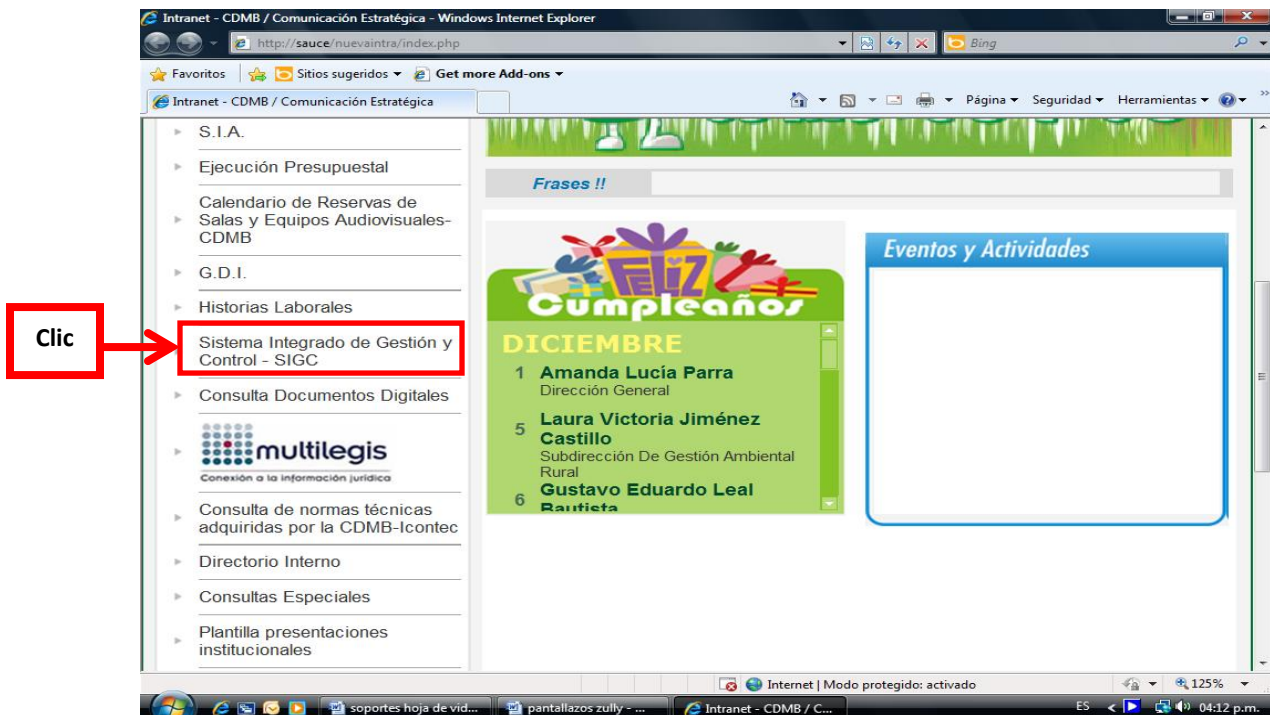 Intranet - CDMB / Comunicación Estratégica - Windows Internet Explorer
http://sauce/nuevaintra/index.php
Bing
Favoritos
Sitios sugeridos
Get more Add-ons
Intranet - CDMB / Comunicación Estratégica
Página
Seguridad
Herramientas
S.I.A.
Ejecución Presupuestal
Calendario de Reservas de
Salas y Equipos Audiovisuales-
CDMB
G.D.I.
Historias Laborales
Clic
Sistema Integrado de Gestión y
Control - SIGC
Consulta Documentos Digitales
multilegis
Conexión a la información jurídica
Consulta de normas técnicas
adquiridas por la CDMB-Icontec
Directorio Interno
Consultas Especiales
Plantilla presentaciones
institucionales
Frases !!
FELIZ
Cumpleaños
DICIEMBRE
1 Amanda Lucía Parra
Dirección General
5 Laura Victoria Jiménez
Castillo
Subdirección De Gestión Ambiental
Rural
6 Gustavo Eduardo Leal
Bautista
Eventos y Actividades
Internet | Modo protegido: activado
125%
soportes hoja de vid...
pantallazos zully - ...
Intranet - CDMB / C...
ES
04:12 p.m.